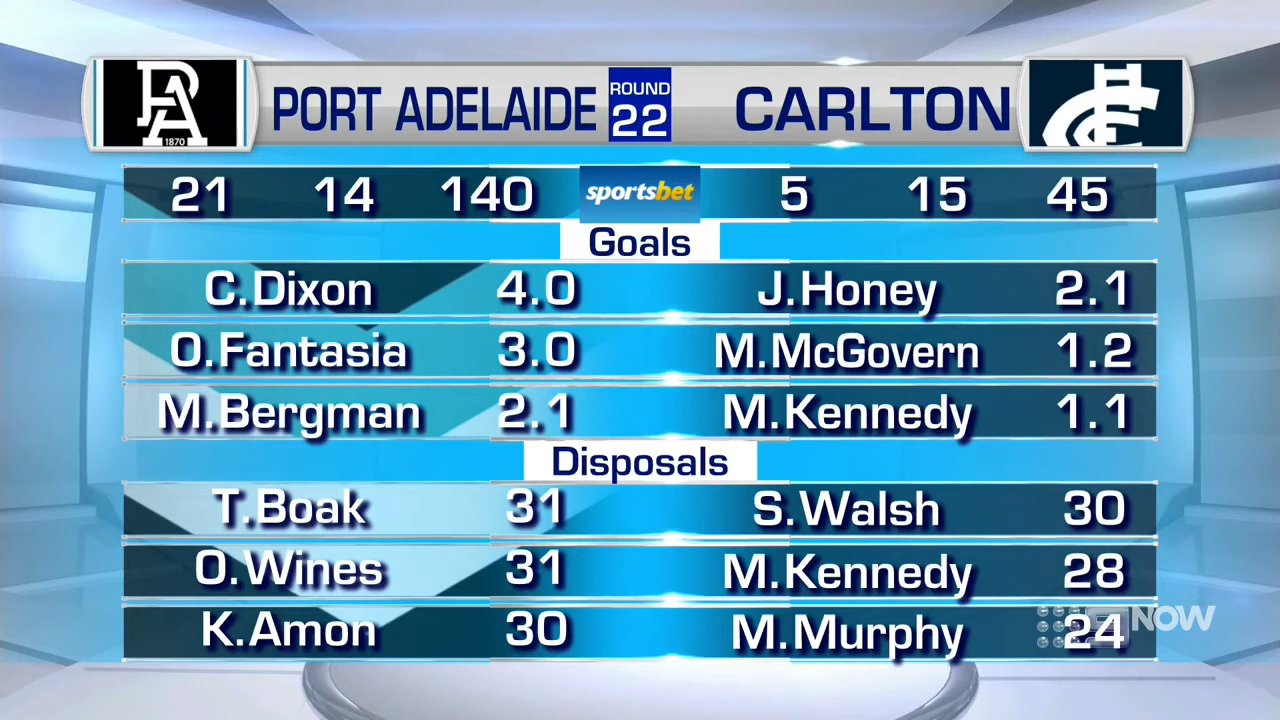 PA 1870 PORT ADELAIDE ROUND 22 CARLTON CFC
21 14 140 sportsbet 5 15 45
Goals
C.Dixon 4.0 J.Honey 2.1
O.Fantasia 3.0 M.McGovern 1.2
M.Bergman 2.1 M.Kennedy 1.1
Disposals
T.Boak 31 S.Walsh 30
O.Wines 31 M.Kennedy 28
K.Amon 30 M.Murphy 24
9NOW